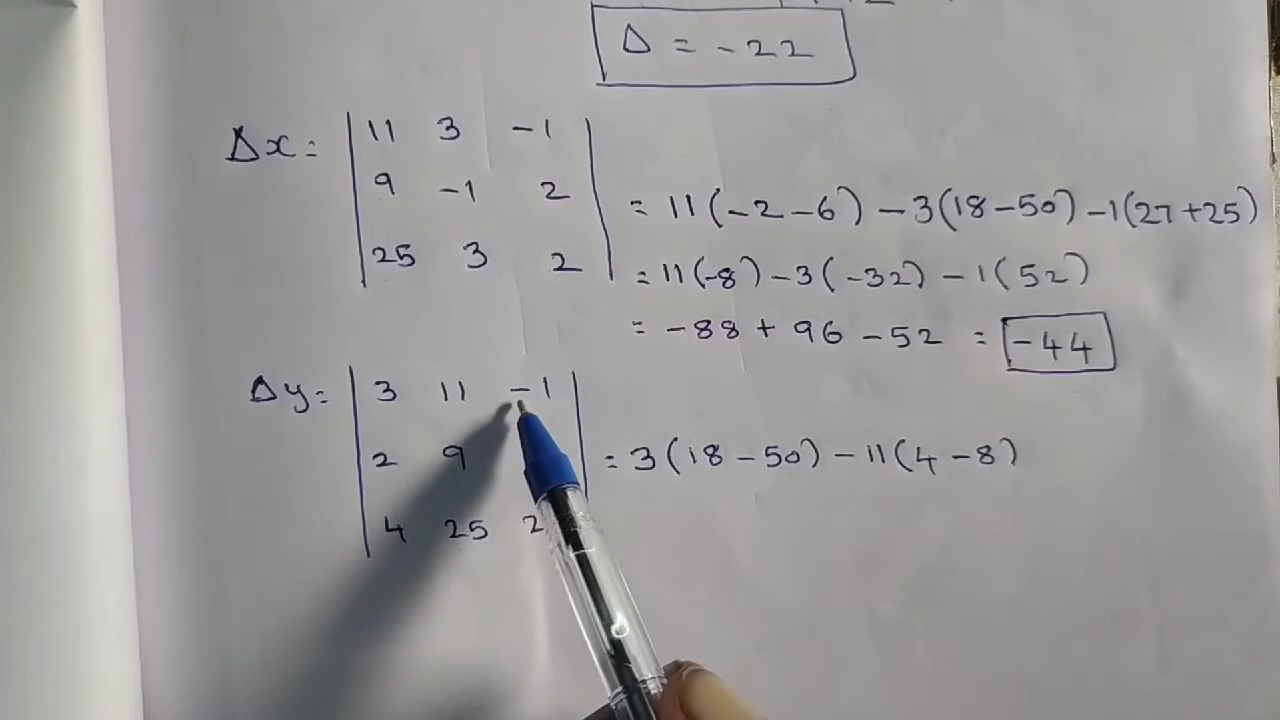 Δ = -22
Δx = | 11 3 -1 |
| 9 -1 2 | = 11(-2-6) - 3(18-50) - 1(27+25)
| 25 3 2 | = 11(-8) - 3(-32) - 1(52)
= -88 + 96 - 52 = -44
Δy = | 3 11 -1 |
| 2 9 | = 3(18-50) - 11(4-8)
| 4 25 2 |